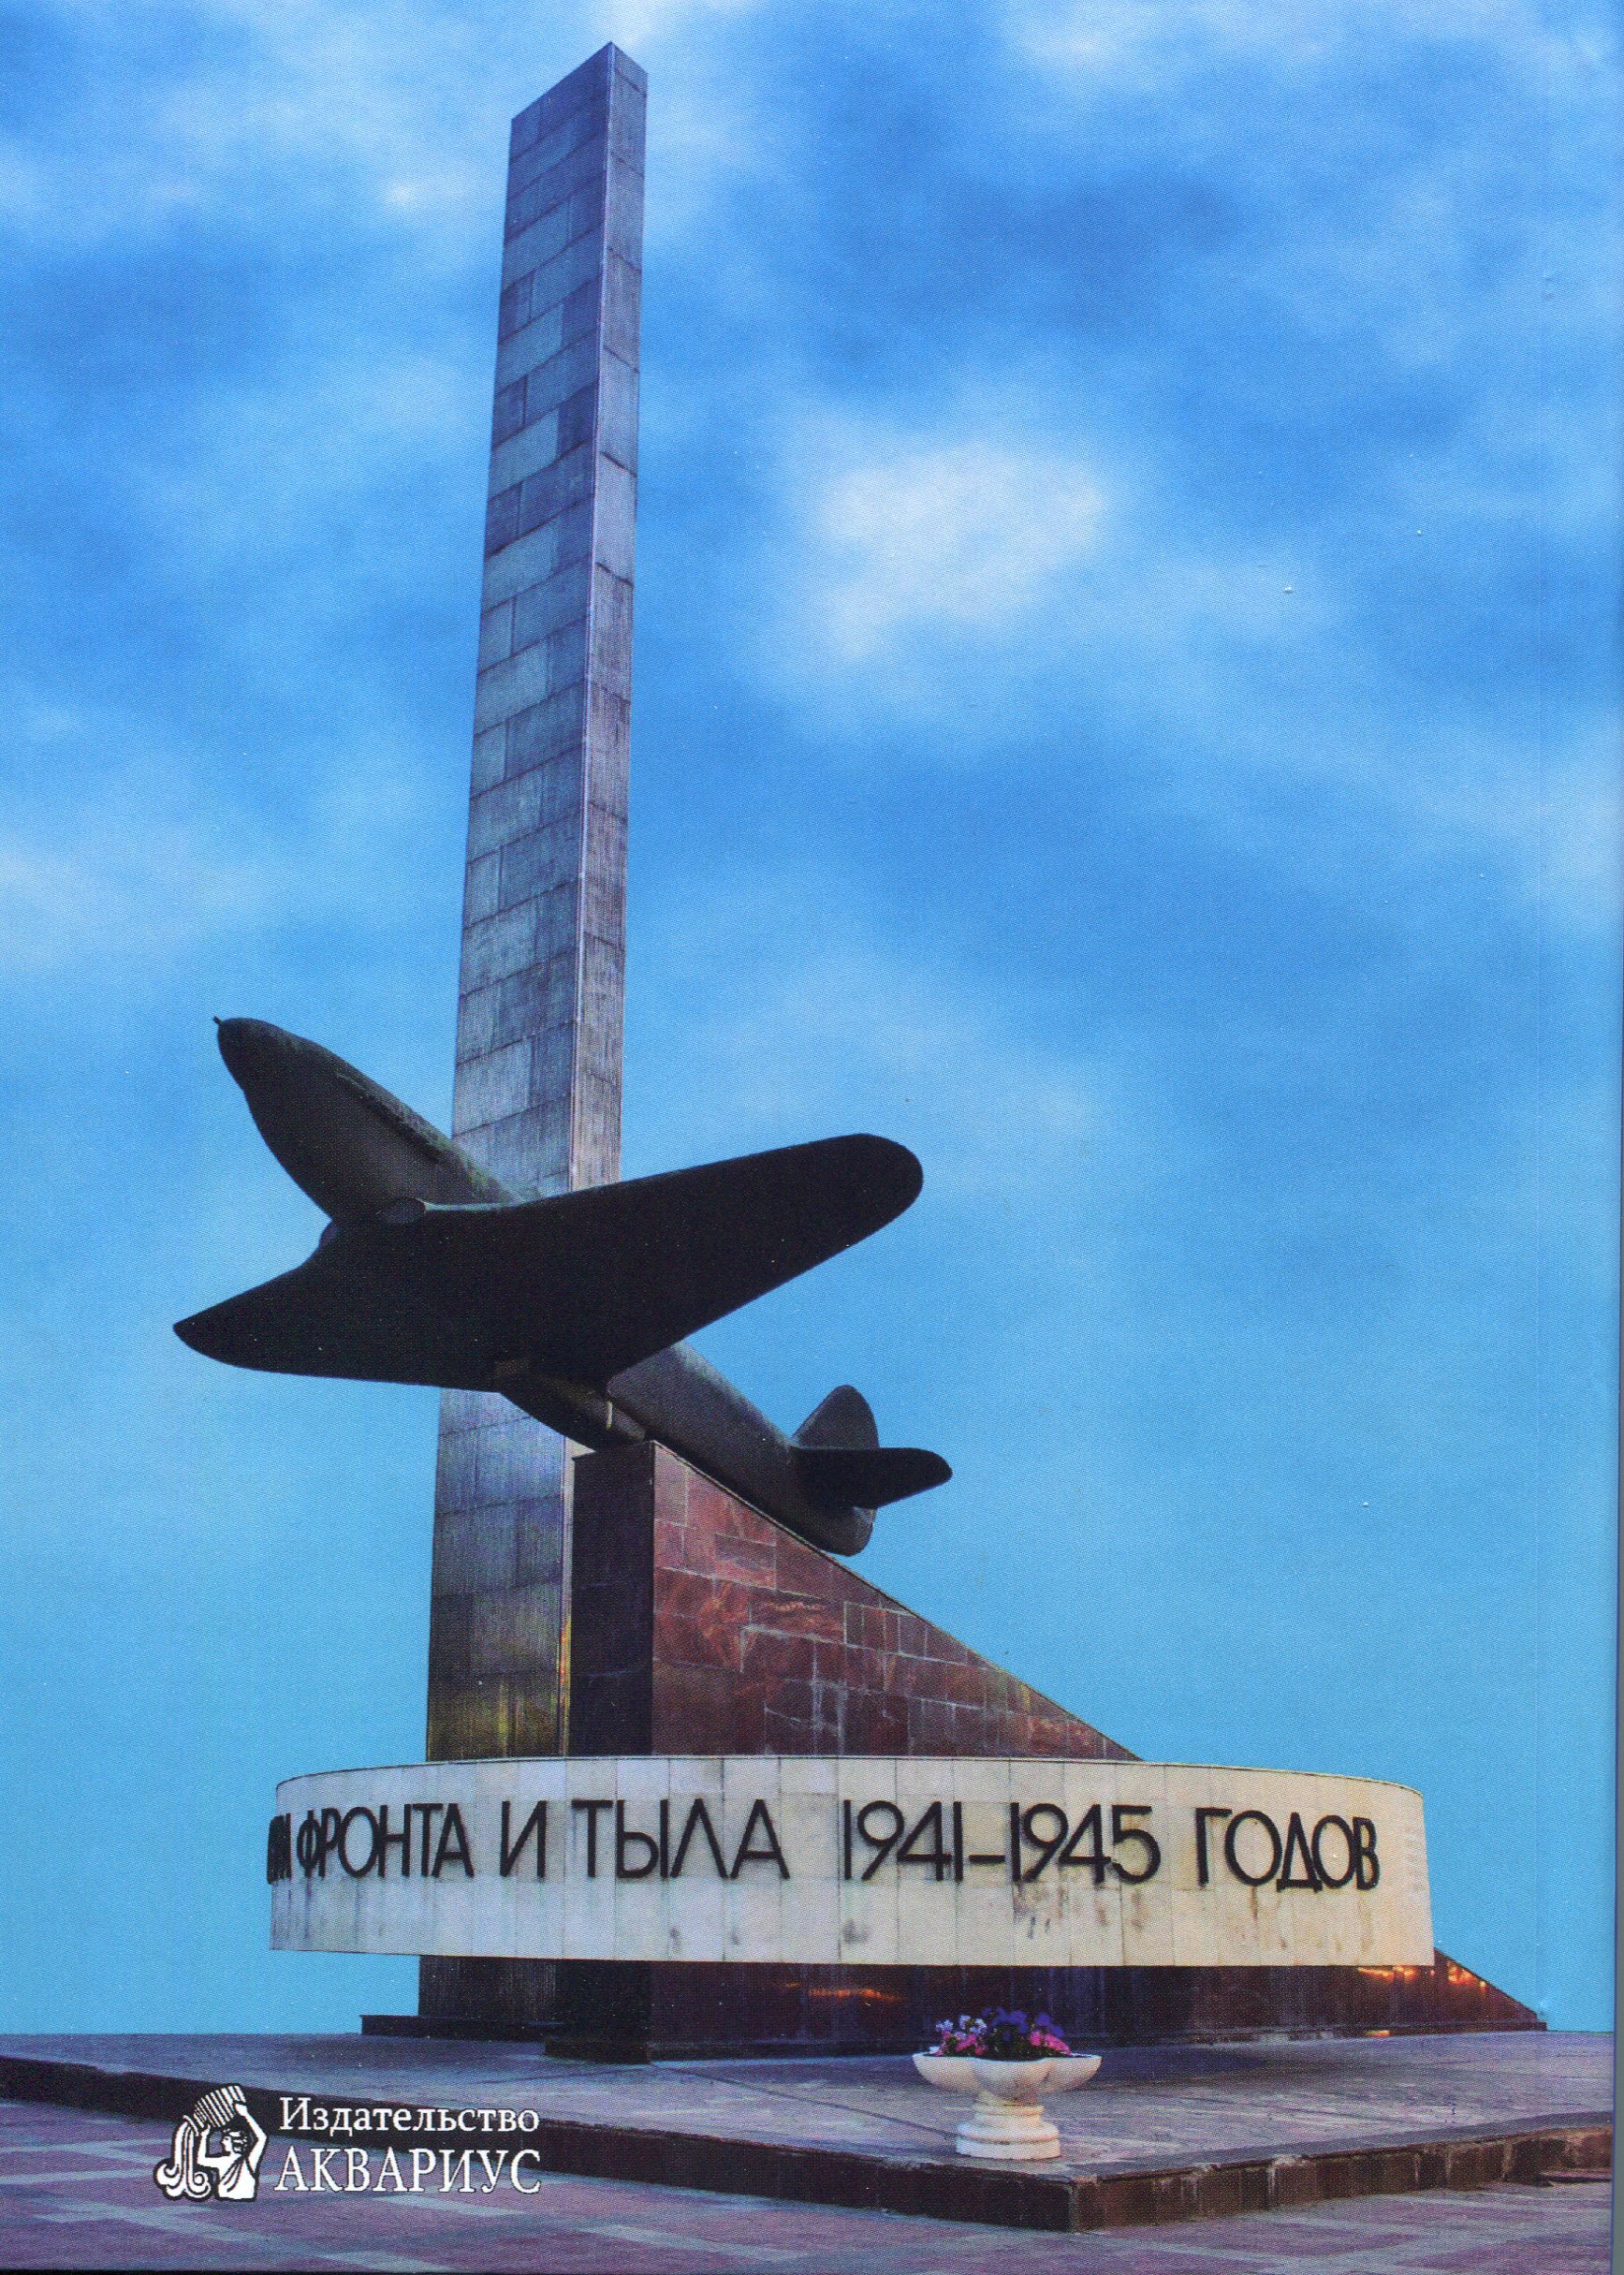 ФРОНТА И ТЫЛА 1941–1945 ГОДОВ
Издательство
АКВАРИУС